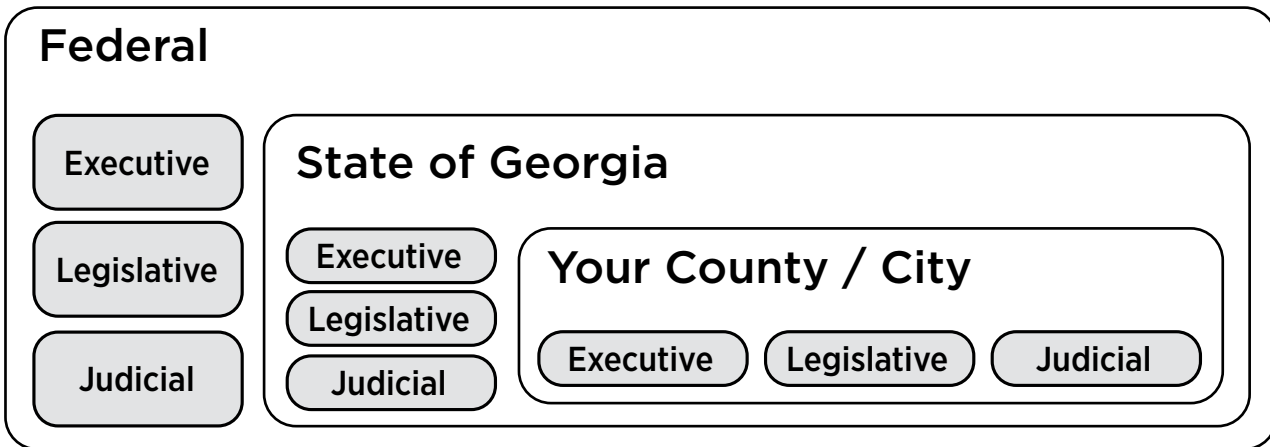 Federal
Executive
Legislative
Judicial
State of Georgia
Executive
Legislative
Judicial
Your County / City
Executive
Legislative
Judicial